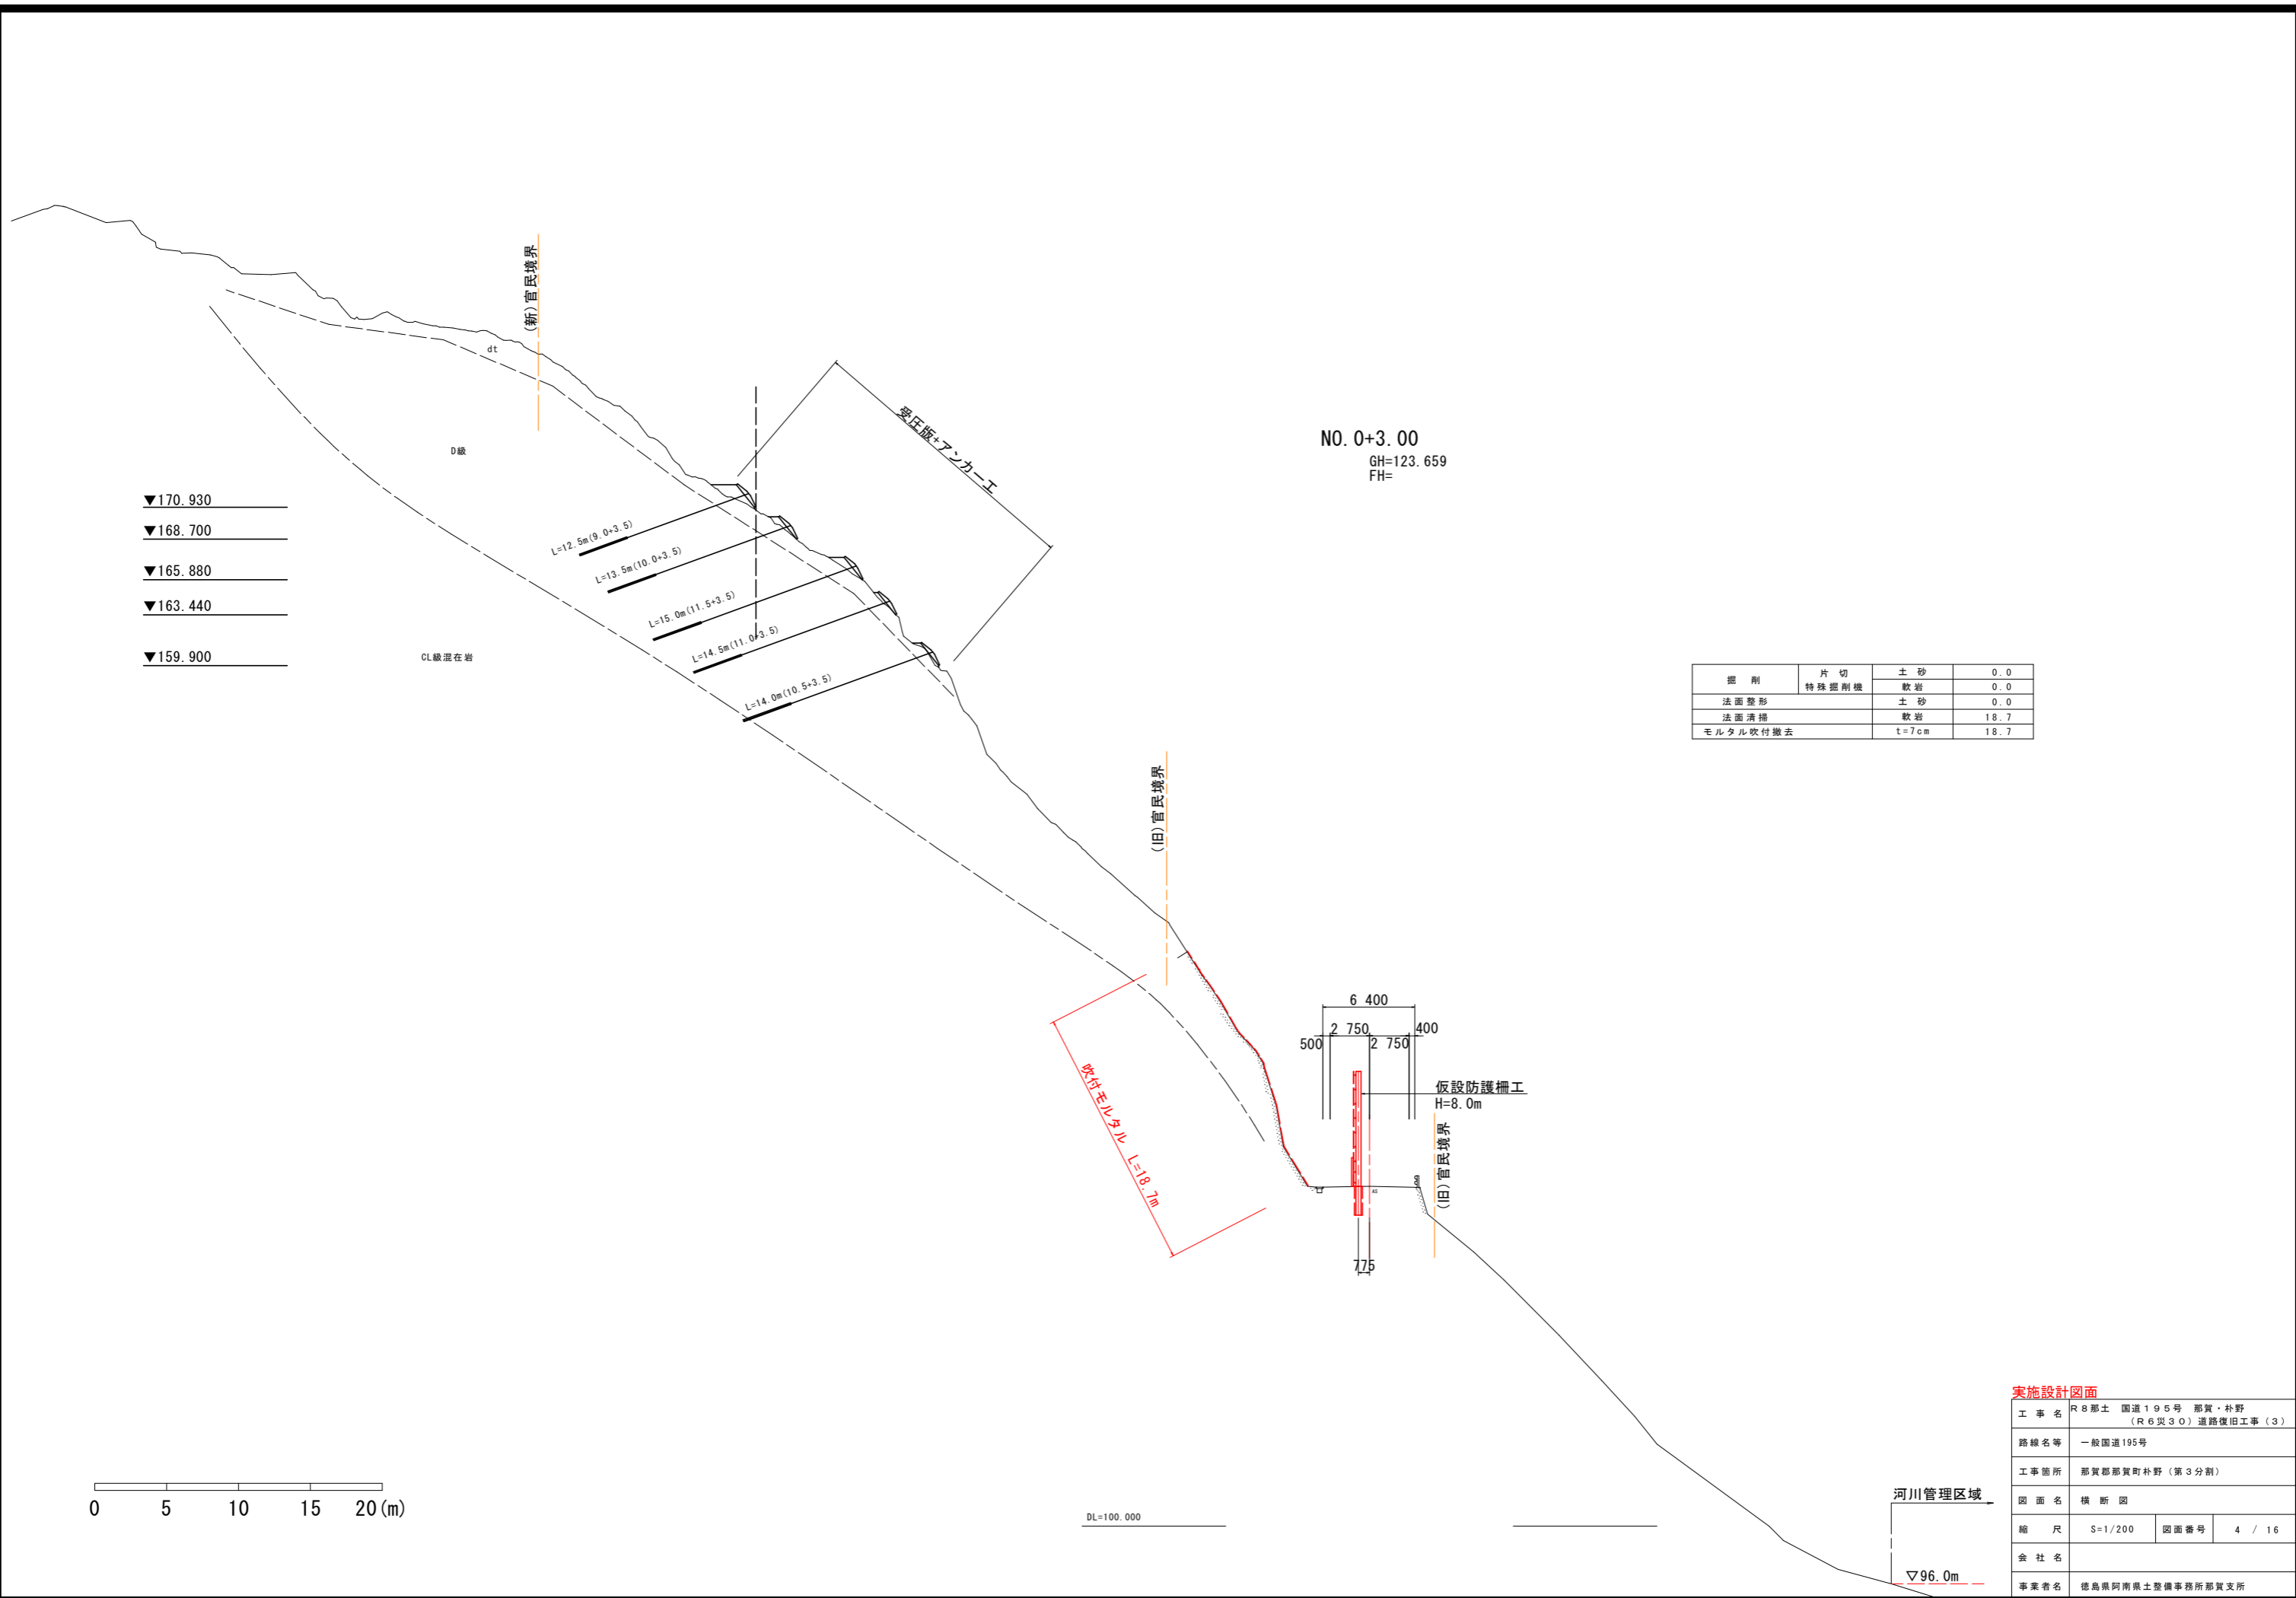 (新)官民境界
dt
D級
受圧版+アンカー工
NO.0+3.00
GH=123.659
FH=
▼170.930
▼168.700
▼165.880
▼163.440
▼159.900
CL級混在岩
L=12.5m(9.0+3.5)
L=13.5m(10.0+3.5)
L=15.0m(11.5+3.5)
L=14.5m(11.0+3.5)
L=14.0m(10.5+3.5)
掘 削 片 切 土 砂 0.0
特殊掘削機 軟岩 0.0
法面整形 土 砂 0.0
法面清掃 軟岩 18.7
モルタル吹付撤去 t=7cm 18.7
(旧)官民境界
6 400
2 750 400
500 2 750
仮設防護柵工
H=8.0m
(旧)官民境界
AS
775
吹付モルタル L=18.7m
0 5 10 15 20(m)
DL=100.000
河川管理区域
▽96.0m
実施設計図面
工 事 名 R8那土 国道195号 那賀・朴野
(R6災30)道路復旧工事(3)
路線名等 一般国道195号
工事箇所 那賀郡那賀町朴野(第3分割)
図 面 名 横 断 図
縮 尺 S=1/200 図面番号 4 / 16
会 社 名
事業者名 徳島県阿南県土整備事務所那賀支所